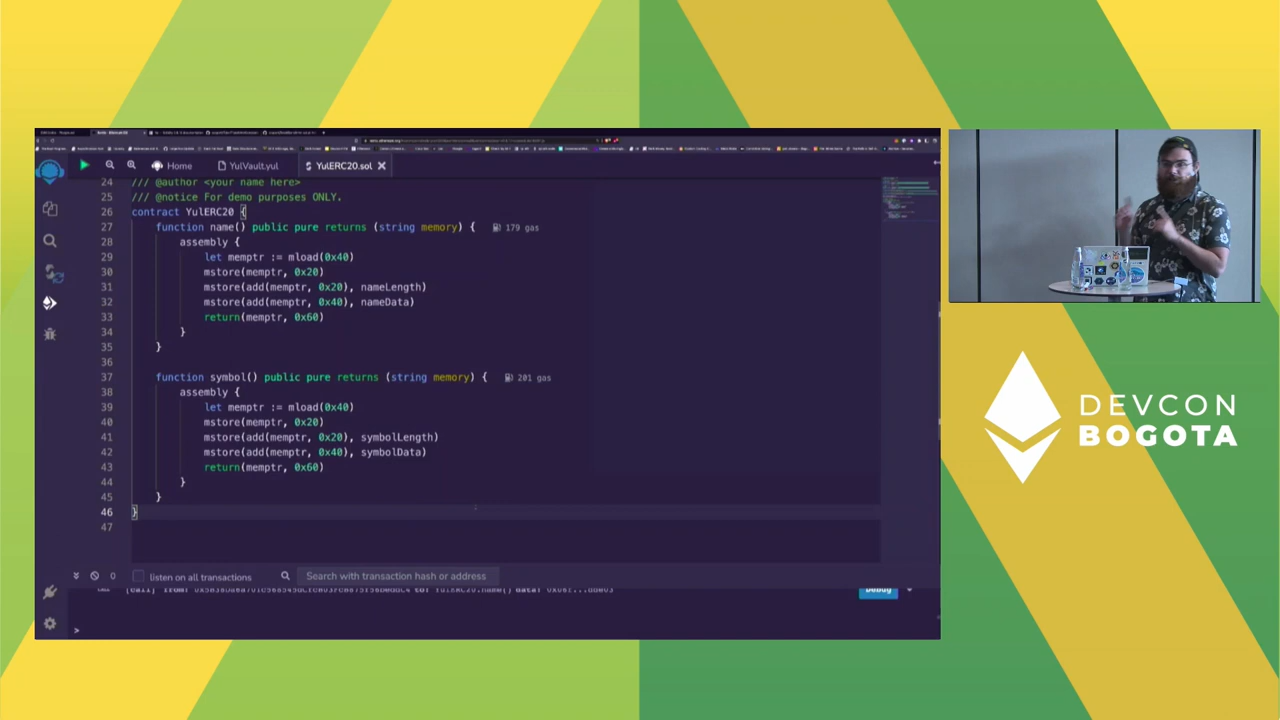 Home
YulVault.yul
YulERC20.sol
24 /// @author <your name here>
25 /// @notice For demo purposes ONLY.
26 contract YulERC20 {
27 function name() public pure returns (string memory) { 179 gas
28 assembly {
29 let memptr := mload(0x40)
30 mstore(memptr, 0x20)
31 mstore(add(memptr, 0x20), nameLength)
32 mstore(add(memptr, 0x40), nameData)
33 return(memptr, 0x60)
34 }
35 }
36
37 function symbol() public pure returns (string memory) { 201 gas
38 assembly {
39 let memptr := mload(0x40)
40 mstore(memptr, 0x20)
41 mstore(add(memptr, 0x20), symbolLength)
42 mstore(add(memptr, 0x40), symbolData)
43 return(memptr, 0x60)
44 }
45 }
46 }
47
0 listen on all transactions Search with transaction hash or address
Debug
>
DEVCON
BOGOTA